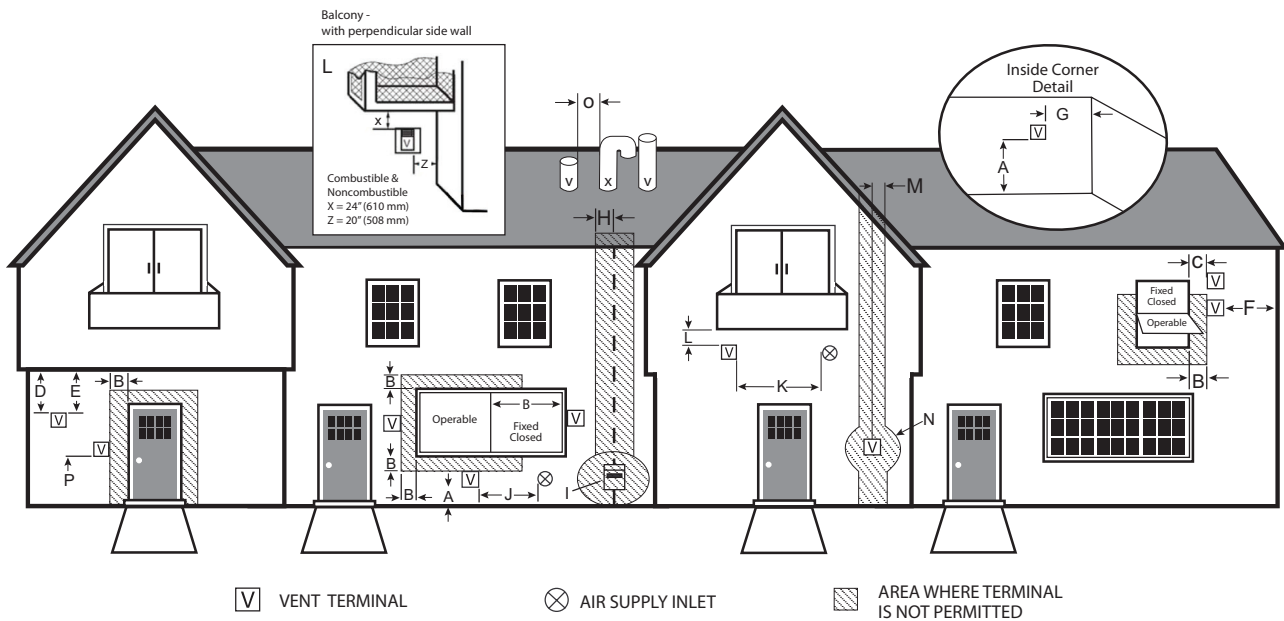 Balcony -
with perpendicular side wall
L
x
V
Z
Combustible &
Noncombustible
X = 24” (610 mm)
Z = 20” (508 mm)
O
V
x
V
Inside Corner
Detail
G
V
A
M
H
C
V
Fixed
Closed
Operable
V
F
B
L
V
K
D
B
E
V
V
P
B
Operable
B
Fixed
Closed
V
V
B
B
V
A
J
I
N
V
V VENT TERMINAL
AIR SUPPLY INLET
AREA WHERE TERMINAL
IS NOT PERMITTED